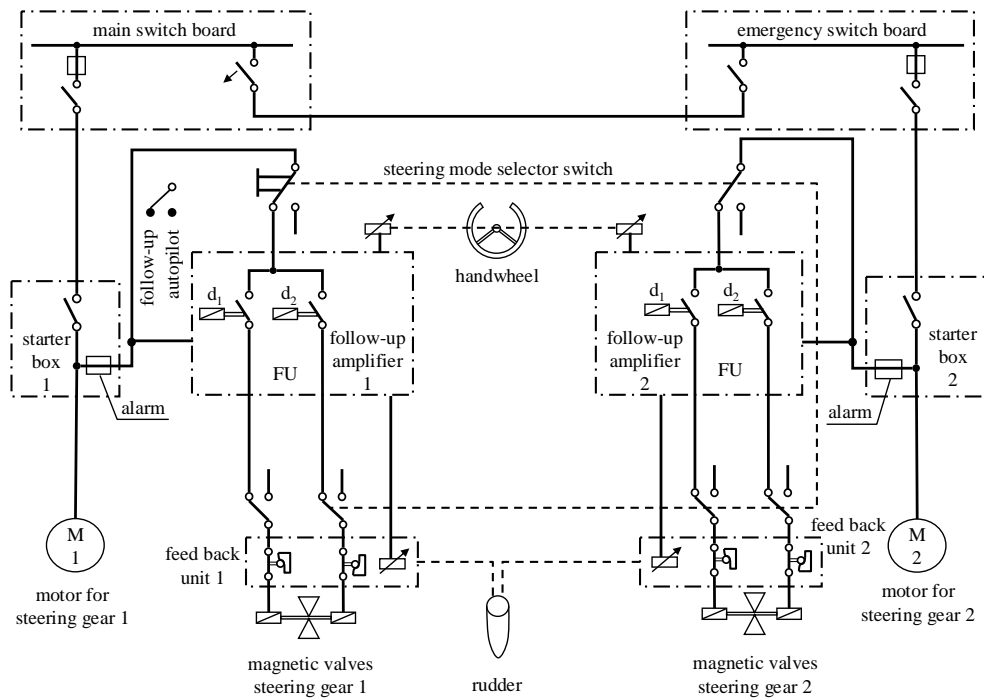 main switch board
emergency switch board
steering mode selector switch
follow-up
autopilot
handwheel
d1
d2
d1
d2
starter
box
1
follow-up
amplifier
1
FU
follow-up
amplifier
2
FU
starter
box
2
alarm
alarm
M
1
feed back
unit 1
feed back
unit 2
M
2
motor for
steering gear 1
motor for
steering gear 2
magnetic valves
steering gear 1
rudder
magnetic valves
steering gear 2